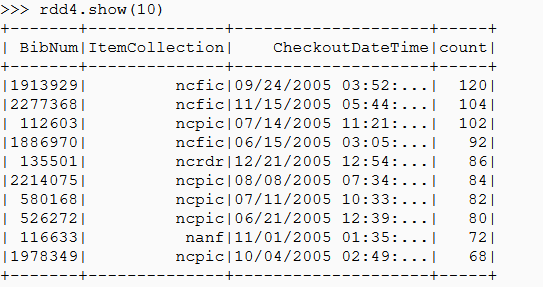 >>> rdd4.show(10)
+-------+--------------+--------------------+-----+
| BibNum|ItemCollection|    CheckoutDateTime|count|
+-------+--------------+--------------------+-----+
|1913929|         ncfic|09/24/2005 03:52:...|  120|
|2277368|         ncfic|11/15/2005 05:44:...|  104|
| 112603|         ncpic|07/14/2005 11:21:...|  102|
|1886970|         ncfic|06/15/2005 03:05:...|   92|
| 135501|         ncrdr|12/21/2005 12:54:...|   86|
|2214075|         ncpic|08/08/2005 07:34:...|   84|
| 580168|         ncpic|07/11/2005 10:33:...|   82|
| 526272|         ncpic|06/21/2005 12:39:...|   80|
| 116633|          nanf|11/01/2005 01:35:...|   72|
|1978349|         ncpic|10/04/2005 02:49:...|   68|
+-------+--------------+--------------------+-----+